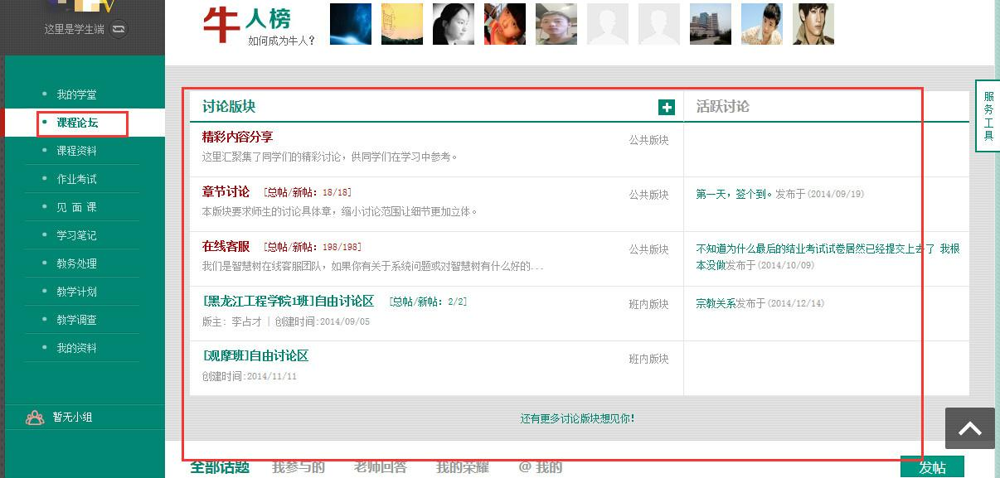 这里是学生端
牛人榜
如何成为牛人？
我的学堂
课程论坛
课程资料
作业考试
见 面 课
学习笔记
教务处理
教学计划
教学调查
我的资料
暂无小组
讨论版块
活跃讨论
精彩内容分享
公共版块
这里汇聚了同学们的精彩讨论，供同学们在学习中参考。
章节讨论 [总帖/新帖: 18/18]
公共版块
第一天，签个到。发布于(2014/09/19)
本版块要求师生的讨论具体章，缩小讨论范围让细节更加立体。
在线客服 [总帖/新帖: 198/198]
公共版块
不知道为什么最后的结业考试试卷居然已经提交上去了 我根
本没做发布于(2014/10/09)
我们是智慧树在线客服团队，如果你有关于系统问题或对智慧树有什么好的...
[黑龙江工程学院1班]自由讨论区 [总帖/新帖: 2/2]
班内版块
宗教关系发布于(2014/12/14)
版主: 李占才 | 创建时间:2014/09/05
[观摩班]自由讨论区
班内版块
创建时间:2014/11/11
还有更多讨论版块想见你!
全部话题 我参与的 老师回答 我的荣耀 @ 我的
发帖
服务工具